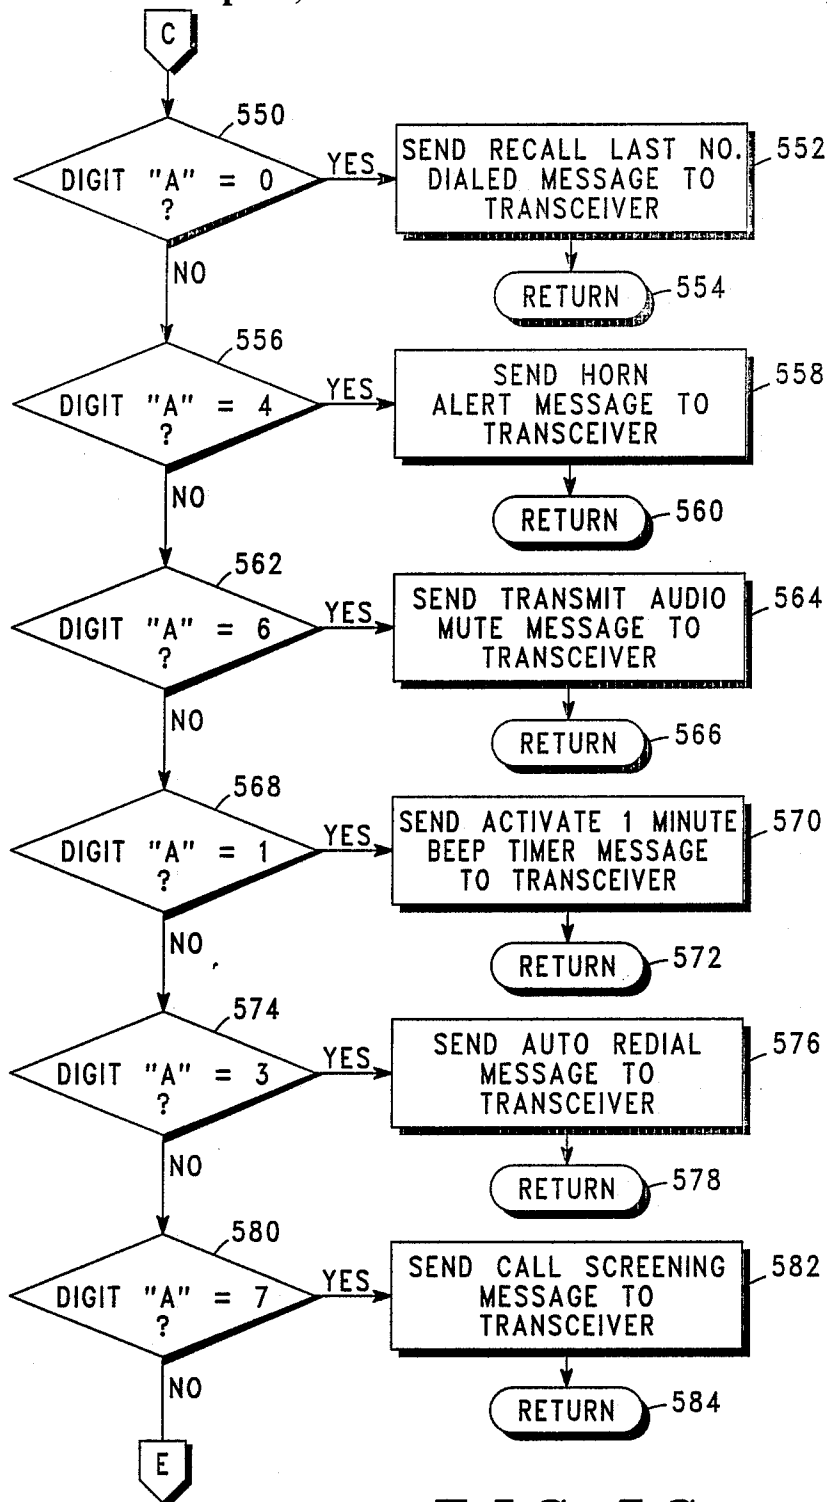 C
550
DIGIT "A" = 0
?
YES
SEND RECALL LAST NO.
DIALED MESSAGE TO
TRANSCEIVER
552
RETURN
554
NO
556
DIGIT "A" = 4
?
YES
SEND HORN
ALERT MESSAGE TO
TRANSCEIVER
558
RETURN
560
NO
562
DIGIT "A" = 6
?
YES
SEND TRANSMIT AUDIO
MUTE MESSAGE TO
TRANSCEIVER
564
RETURN
566
NO
568
DIGIT "A" = 1
?
YES
SEND ACTIVATE 1 MINUTE
BEEP TIMER MESSAGE
TO TRANSCEIVER
570
RETURN
572
NO
574
DIGIT "A" = 3
?
YES
SEND AUTO REDIAL
MESSAGE TO
TRANSCEIVER
576
RETURN
578
NO
580
DIGIT "A" = 7
?
YES
SEND CALL SCREENING
MESSAGE TO
TRANSCEIVER
582
RETURN
584
NO
E